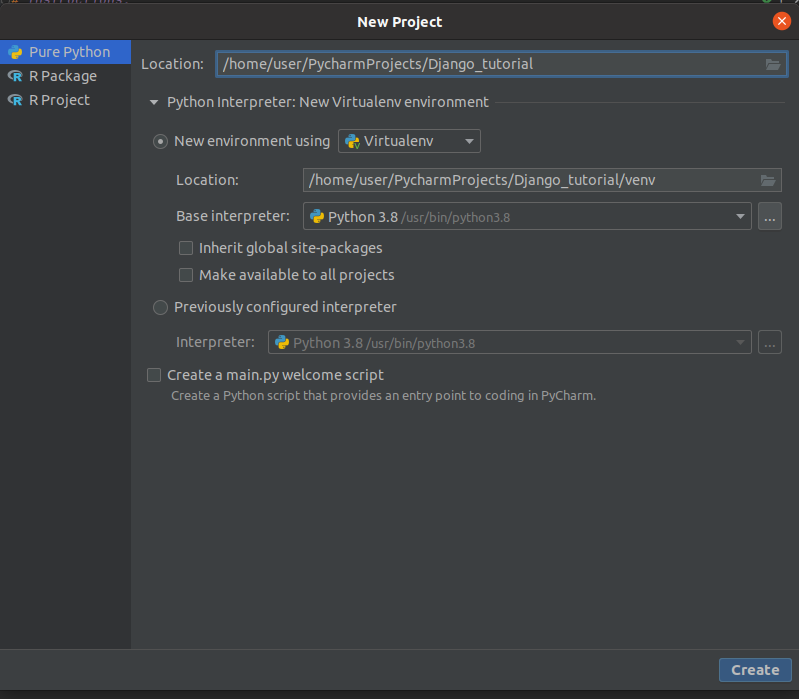 New Project
Pure Python
R Package
R Project
Location: /home/user/PycharmProjects/Django_tutorial
Python Interpreter: New Virtualenv environment
New environment using Virtualenv
Location: /home/user/PycharmProjects/Django_tutorial/venv
Base interpreter: Python 3.8 /usr/bin/python3.8 ...
Inherit global site-packages
Make available to all projects
Previously configured interpreter
Interpreter: Python 3.8 /usr/bin/python3.8 ...
Create a main.py welcome script
Create a Python script that provides an entry point to coding in PyCharm.
Create